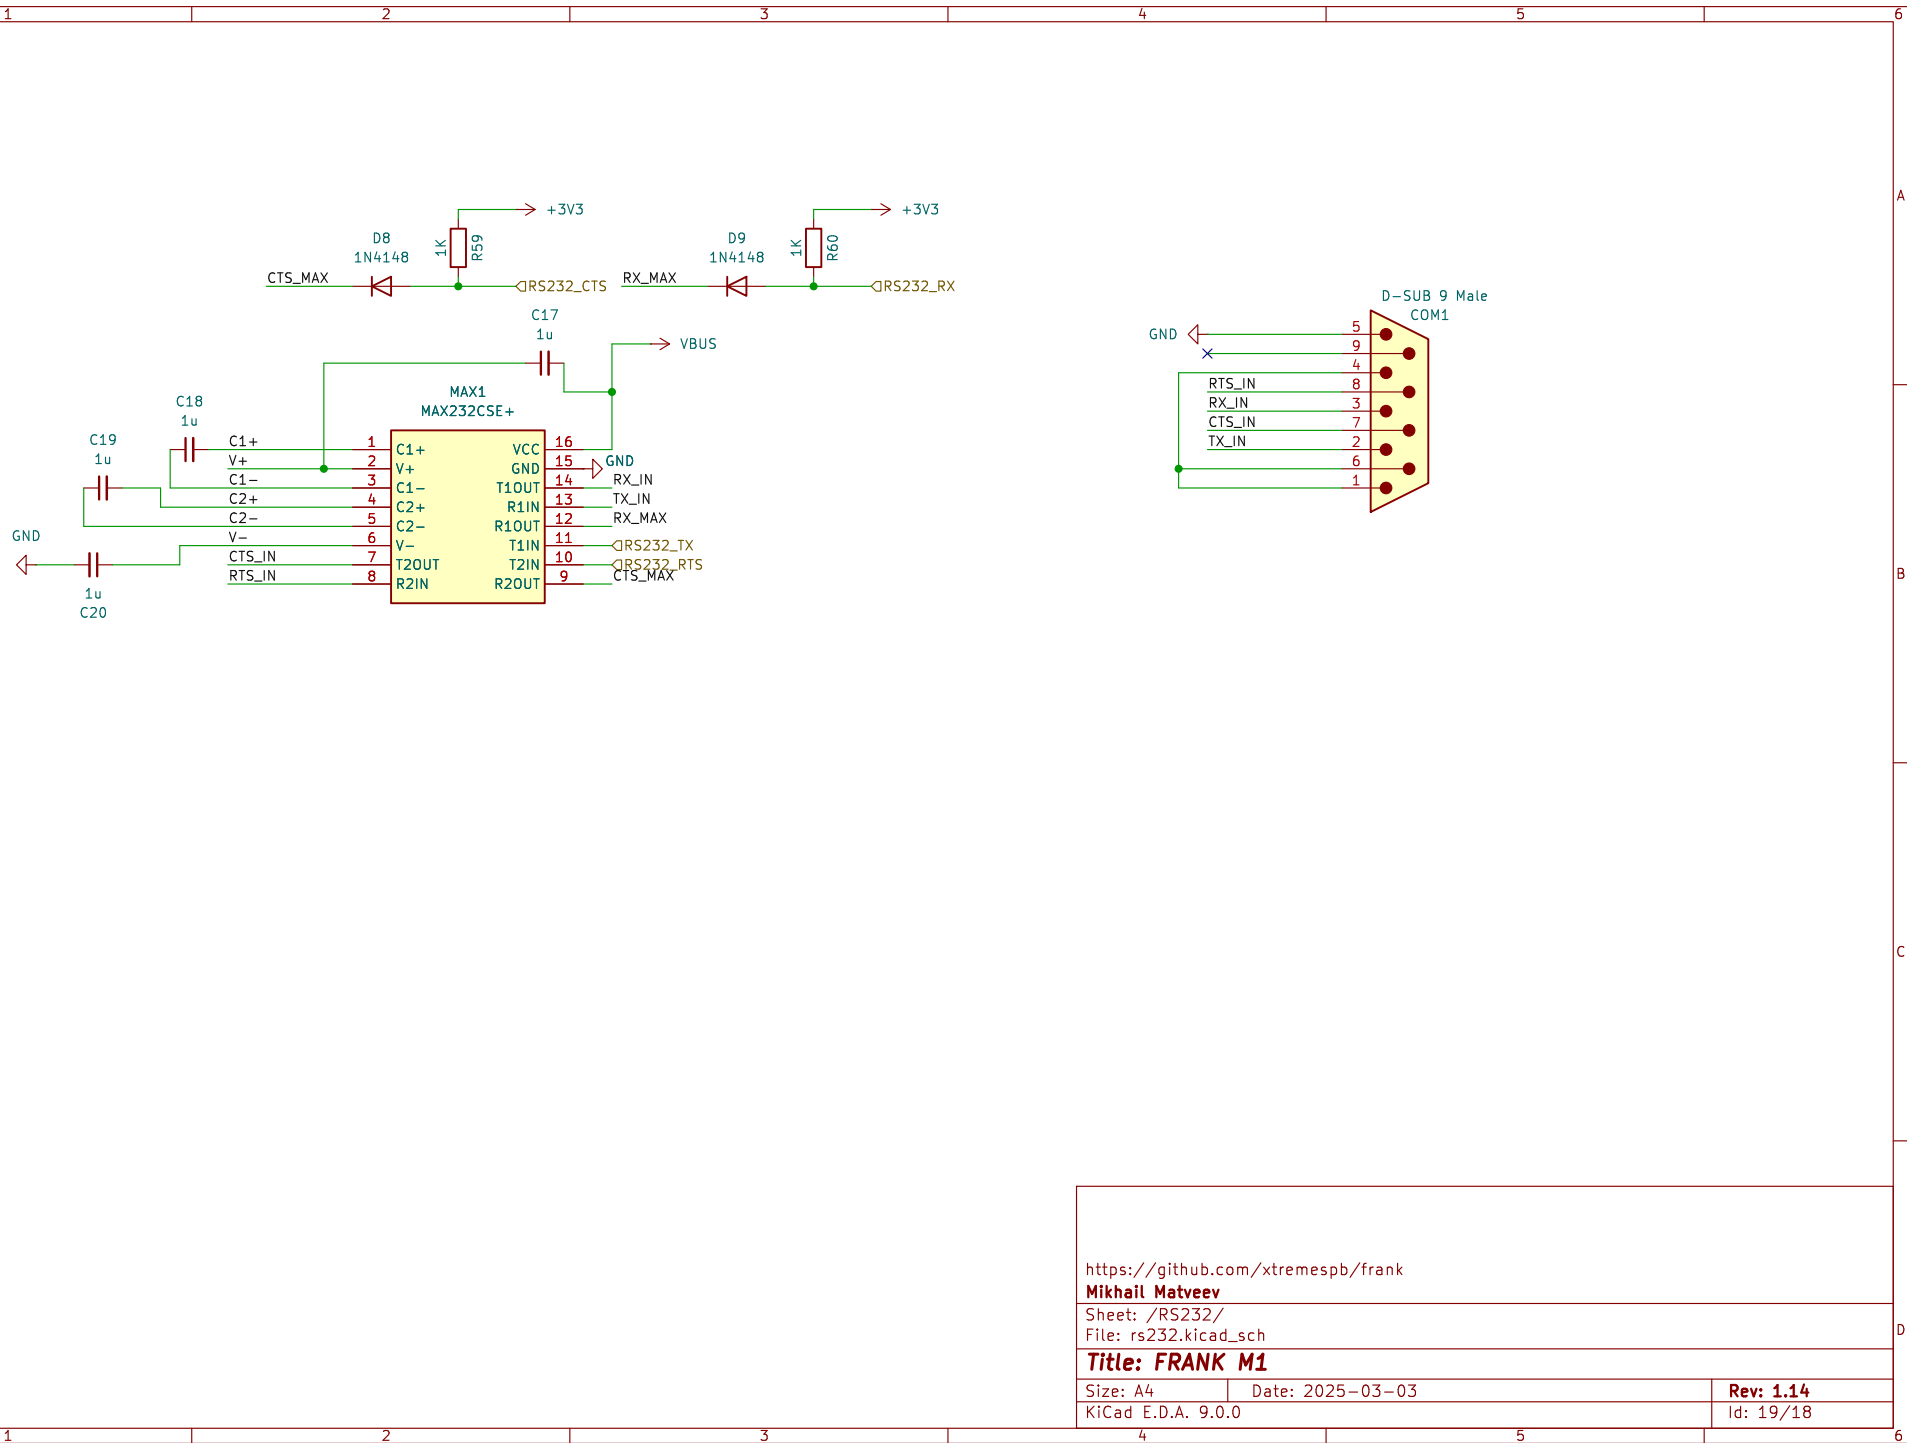 1 2 3 4 5 6
A
+3V3 +3V3
D8 1K R59 D9 1K R60
1N4148 1N4148
CTS_MAX RS232_CTS RX_MAX RS232_RX
C17
1u
VBUS
D-SUB 9 Male
COM1
GND 5
9
4
RTS_IN 8
RX_IN 3
CTS_IN 7
TX_IN 2
6
1
MAX1
MAX232CSE+
C18
1u
C19
1u
C1+ 1 C1+ VCC 16
V+ 2 V+ GND 15 GND
C1- 3 C1- T1OUT 14 RX_IN
C2+ 4 C2+ R1IN 13 TX_IN
C2- 5 C2- R1OUT 12 RX_MAX
V- 6 V- T1IN 11 RS232_TX
CTS_IN 7 T2OUT T2IN 10 RS232_RTS
RTS_IN 8 R2IN R2OUT 9 CTS_MAX
GND
1u
C20
B
C
D
https://github.com/xtremespb/frank
Mikhail Matveev
Sheet: /RS232/
File: rs232.kicad_sch
Title: FRANK M1
Size: A4 Date: 2025-03-03 Rev: 1.14
KiCad E.D.A. 9.0.0 Id: 19/18
1 2 3 4 5 6